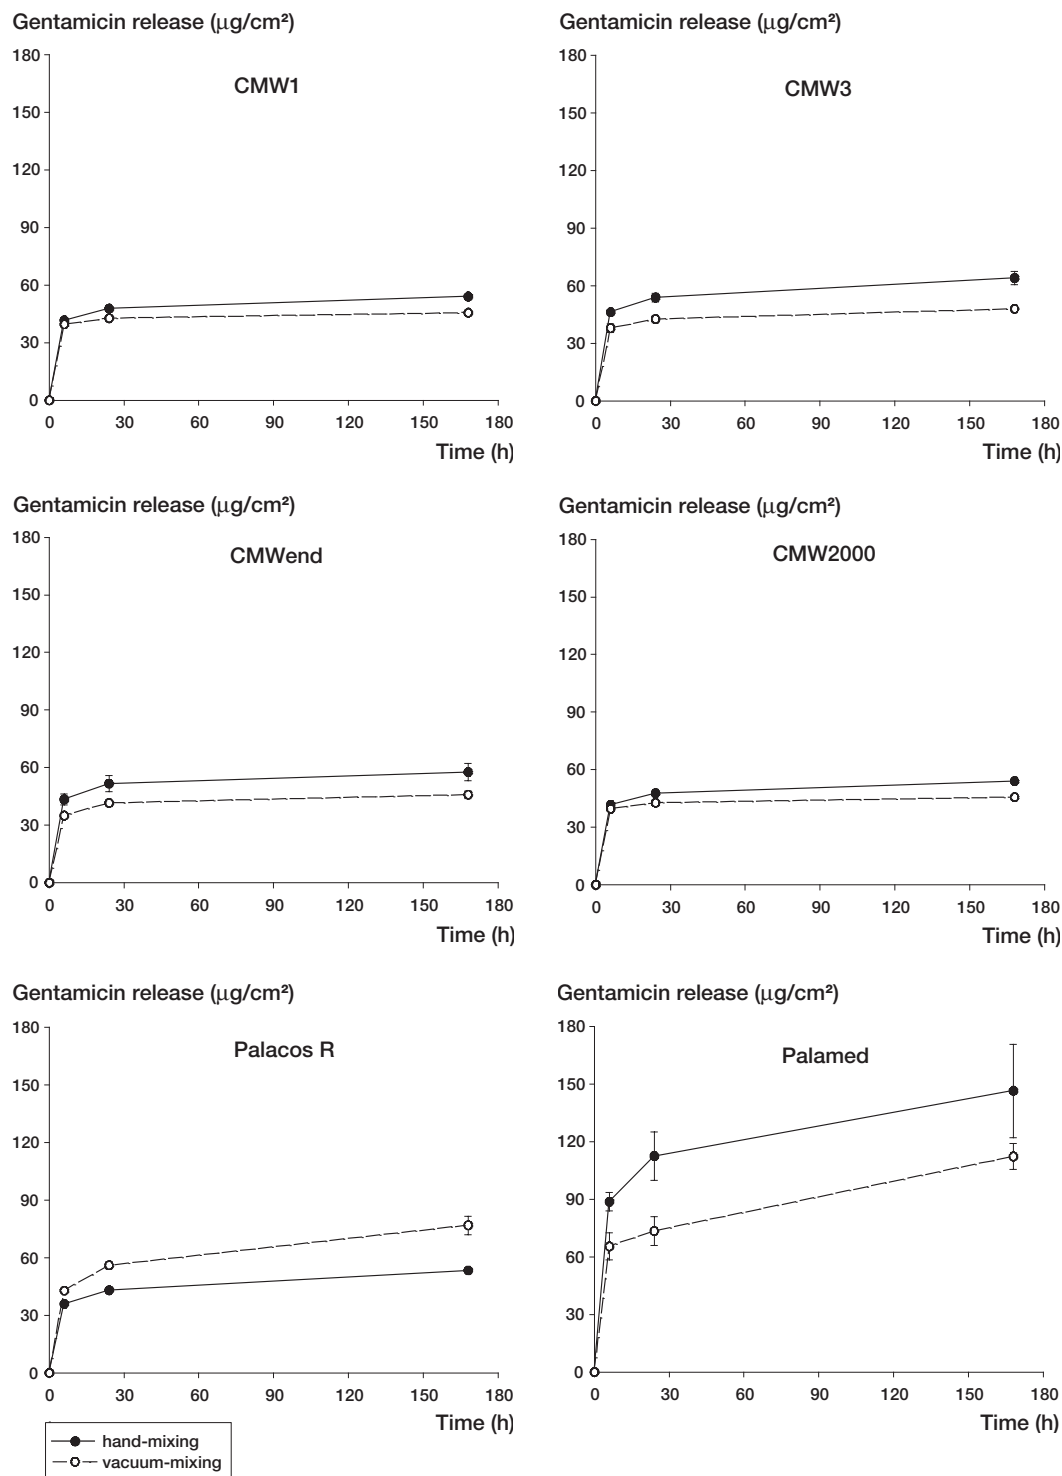 Gentamicin release (µg/cm²)
CMW1
180
150
120
90
60
30
0
0 30 60 90 120 150 180
Time (h)
Gentamicin release (µg/cm²)
CMW3
180
150
120
90
60
30
0
0 30 60 90 120 150 180
Time (h)
Gentamicin release (µg/cm²)
CMWend
180
150
120
90
60
30
0
0 30 60 90 120 150 180
Time (h)
Gentamicin release (µg/cm²)
CMW2000
180
150
120
90
60
30
0
0 30 60 90 120 150 180
Time (h)
Gentamicin release (µg/cm²)
Palacos R
180
150
120
90
60
30
0
0 30 60 90 120 150 180
Time (h)
hand-mixing
vacuum-mixing
Gentamicin release (µg/cm²)
Palamed
180
150
120
90
60
30
0
0 30 60 90 120 150 180
Time (h)